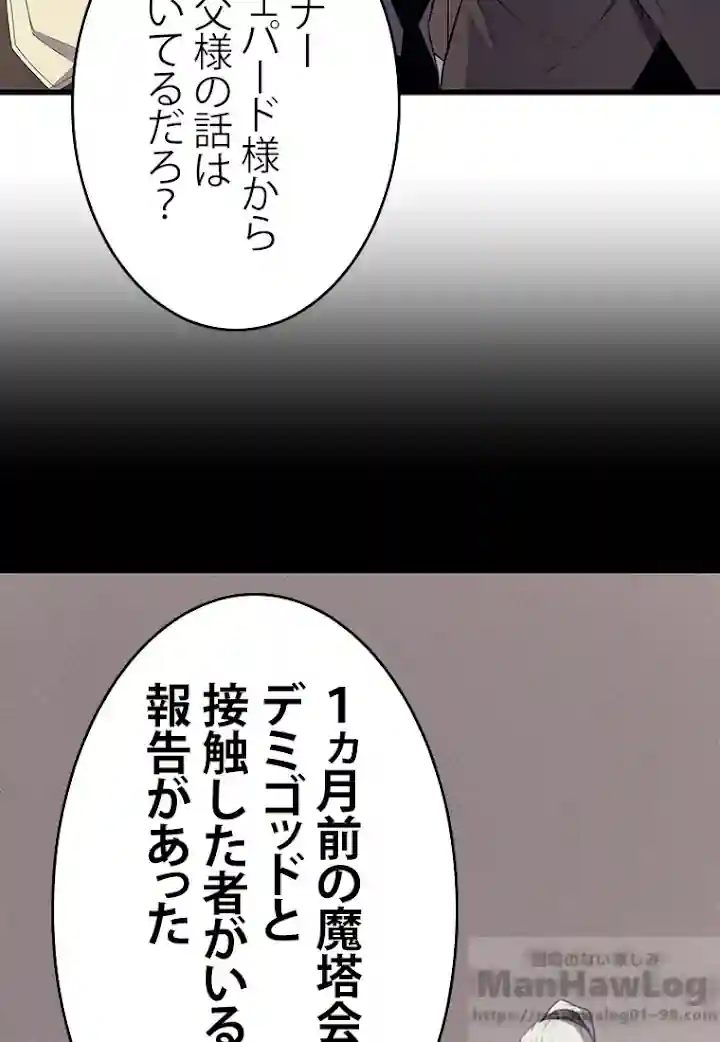 ナー
ェパード様から
父様の話は
いてるだろ？
1ヵ月前の魔塔会
デミゴッドと
接触した者がいる
報告があった
ManHawLog